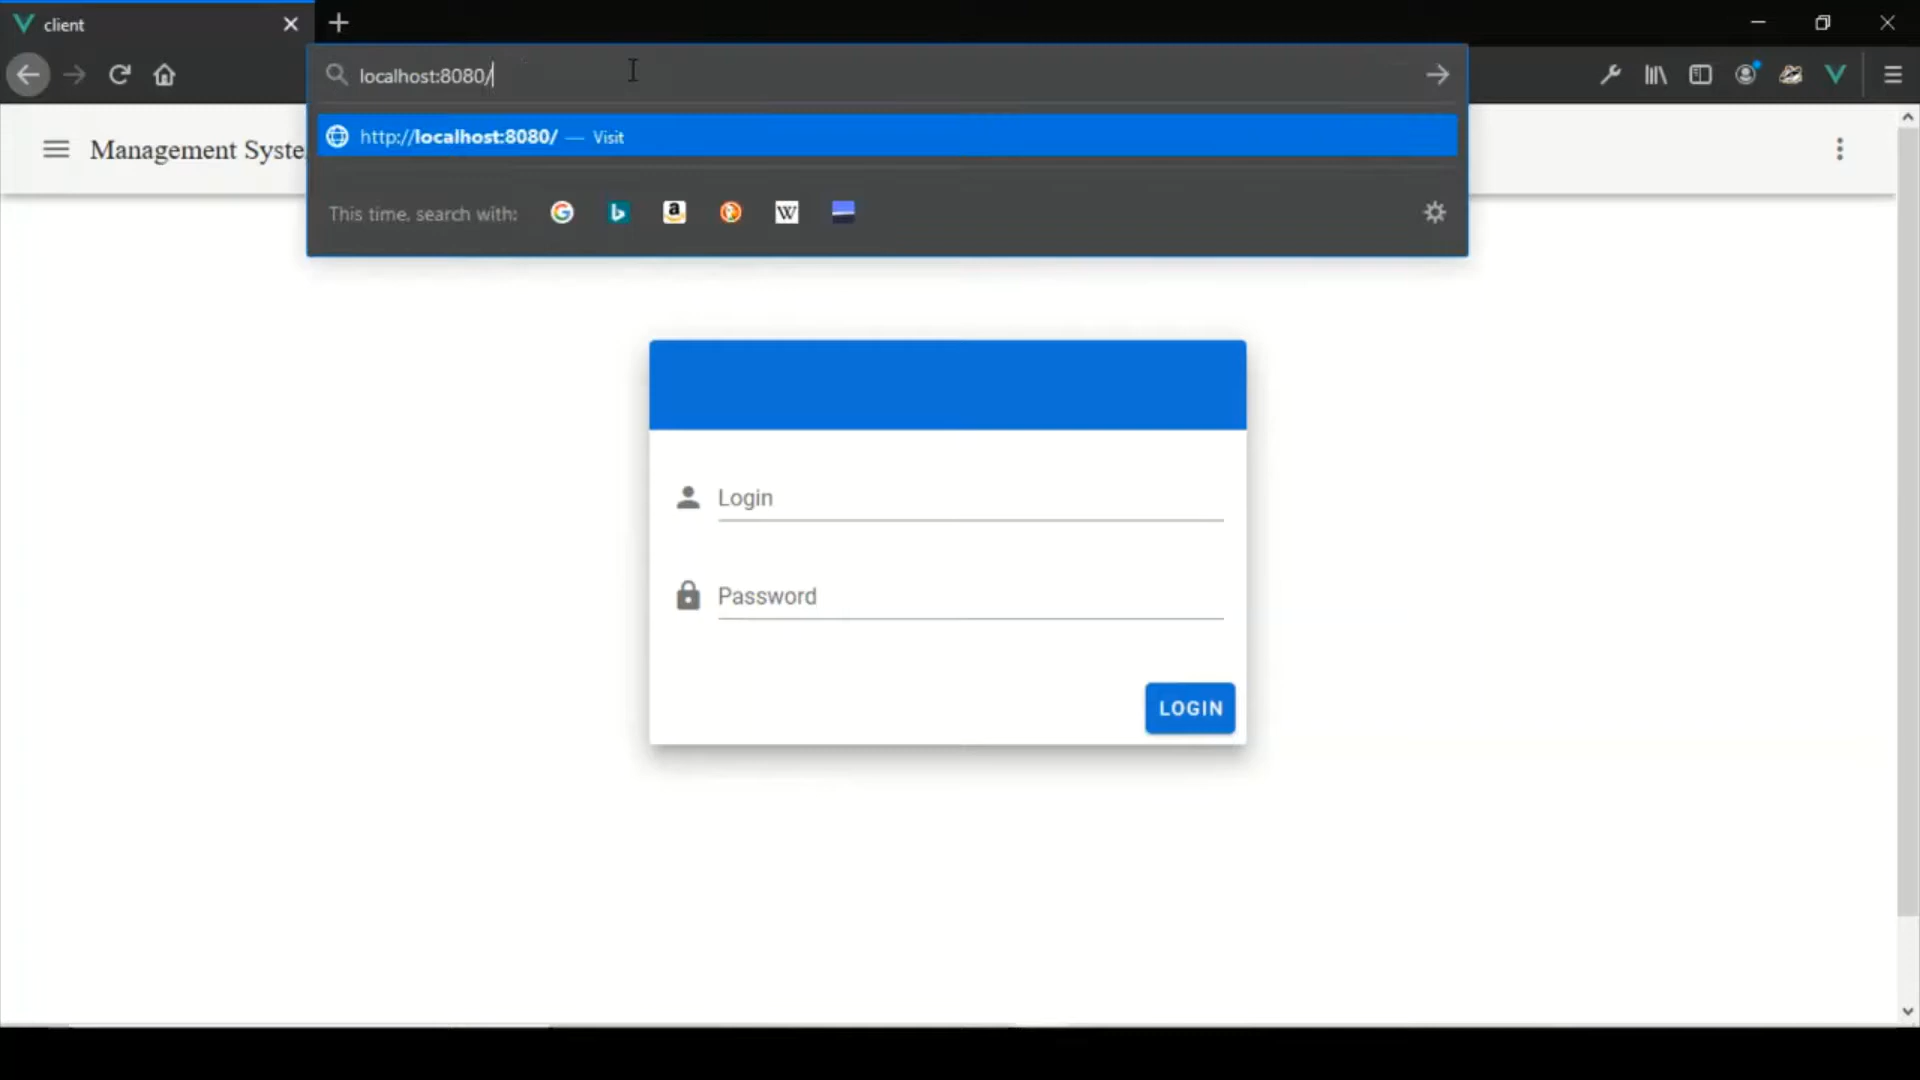 client
localhost:8080/
http://localhost:8080/ — Visit
Management Syste
This time, search with:
Login
Password
LOGIN